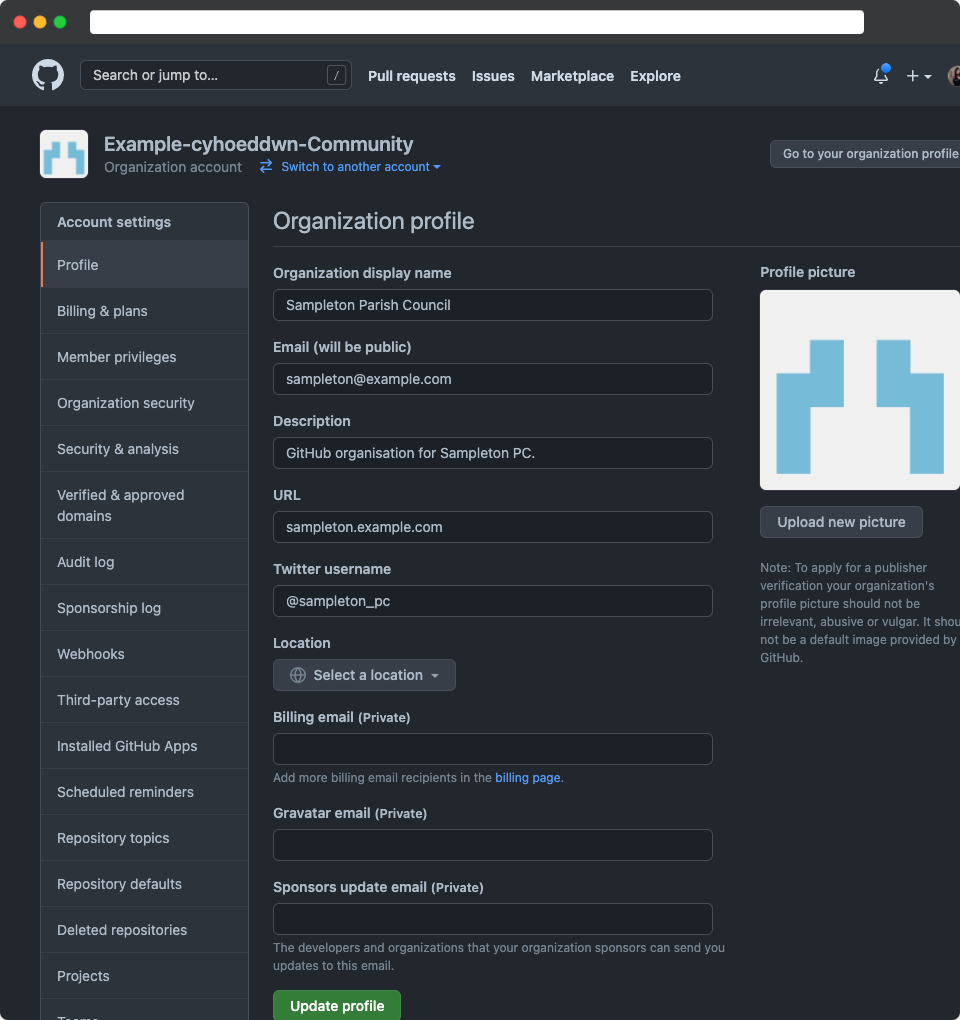 Search or jump to...
/
Pull requests
Issues
Marketplace
Explore
Example-cyhoeddwn-Community
Organization account
Switch to another account
Go to your organization profile
Account settings
Profile
Billing & plans
Member privileges
Organization security
Security & analysis
Verified & approved
domains
Audit log
Sponsorship log
Webhooks
Third-party access
Installed GitHub Apps
Scheduled reminders
Repository topics
Repository defaults
Deleted repositories
Projects
Teams
Organization profile
Organization display name
Sampleton Parish Council
Email (will be public)
sampleton@example.com
Description
GitHub organisation for Sampleton PC.
URL
sampleton.example.com
Twitter username
@sampleton_pc
Location
Select a location
Billing email (Private)
Add more billing email recipients in the billing page.
Gravatar email (Private)
Sponsors update email (Private)
The developers and organizations that your organization sponsors can send you
updates to this email.
Update profile
Profile picture
Upload new picture
Note: To apply for a publisher
verification your organization's
profile picture should not be
irrelevant, abusive or vulgar. It shou
not be a default image provided by
GitHub.